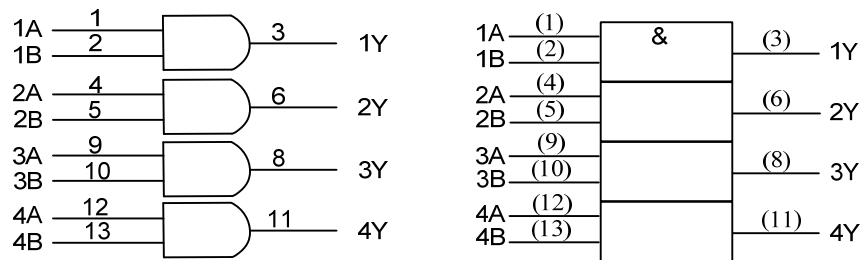 1A 1
1B 2 3 1Y
2A 4
2B 5 6 2Y
3A 9
3B 10 8 3Y
4A 12
4B 13 11 4Y
1A (1) &
1B (2) (3) 1Y
2A (4)
2B (5) (6) 2Y
3A (9)
3B (10) (8) 3Y
4A (12)
4B (13) (11) 4Y